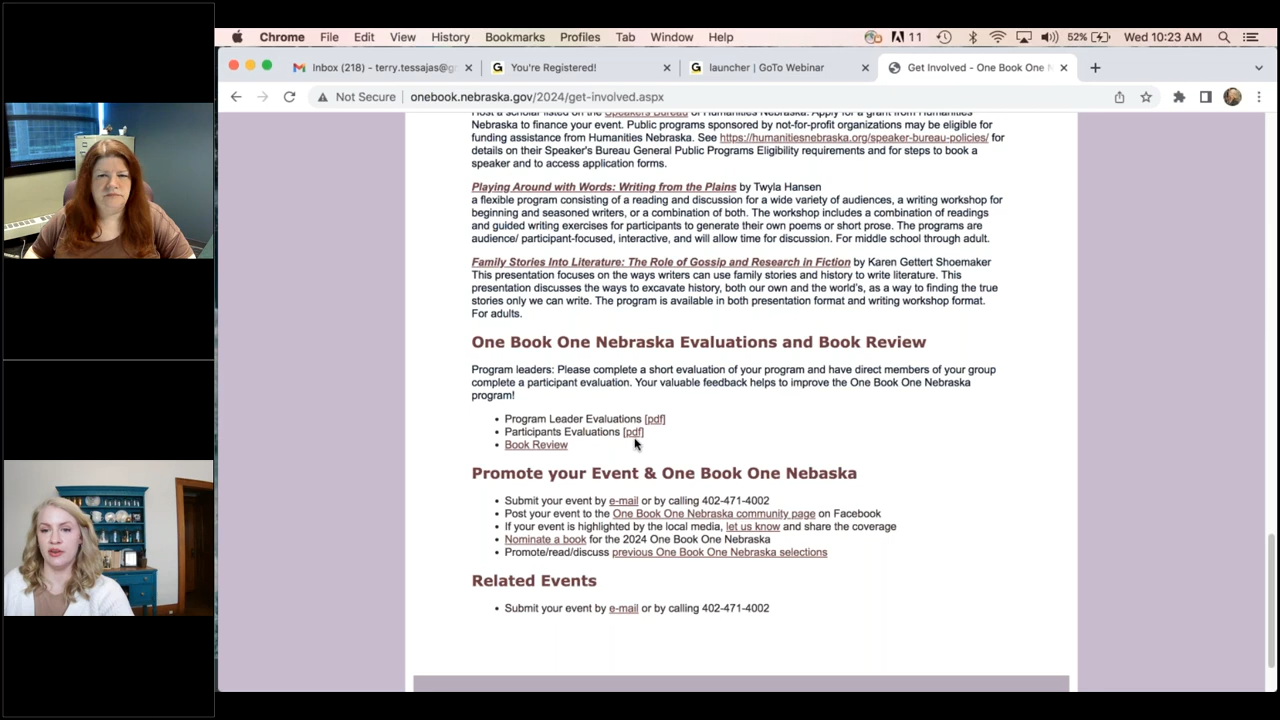 Chrome File Edit View History Bookmarks Profiles Tab Window Help 11 52% Wed 10:23 AM
Inbox (218) - terry.tessajas@gr You're Registered! launcher | GoTo Webinar Get Involved - One Book One N
Not Secure onebook.nebraska.gov/2024/get-involved.aspx
Host a scholar listed on the Speakers Bureau of Humanities Nebraska. Apply for a grant from Humanities
Nebraska to finance your event. Public programs sponsored by not-for-profit organizations may be eligible for
funding assistance from Humanities Nebraska. See https://humanitiesnebraska.org/speaker-bureau-policies/ for
details on their Speaker's Bureau General Public Programs Eligibility requirements and for steps to book a
speaker and to access application forms.
Playing Around with Words: Writing from the Plains by Twyla Hansen
a flexible program consisting of a reading and discussion for a wide variety of audiences, a writing workshop for
beginning and seasoned writers, or a combination of both. The workshop includes a combination of readings
and guided writing exercises for participants to generate their own poems or short prose. The programs are
audience/ participant-focused, interactive, and will allow time for discussion. For middle school through adult.
Family Stories Into Literature: The Role of Gossip and Research in Fiction by Karen Gettert Shoemaker
This presentation focuses on the ways writers can use family stories and history to write literature. This
presentation discusses the ways to excavate history, both our own and the world's, as a way to finding the true
stories only we can write. The program is available in both presentation format and writing workshop format.
For adults.
One Book One Nebraska Evaluations and Book Review
Program leaders: Please complete a short evaluation of your program and have direct members of your group
complete a participant evaluation. Your valuable feedback helps to improve the One Book One Nebraska
program!
• Program Leader Evaluations [pdf]
• Participants Evaluations [pdf]
• Book Review
Promote your Event & One Book One Nebaska
• Submit your event by e-mail or by calling 402-471-4002
• Post your event to the One Book One Nebraska community page on Facebook
• If your event is highlighted by the local media, let us know and share the coverage
• Nominate a book for the 2024 One Book One Nebraska
• Promote/read/discuss previous One Book One Nebraska selections
Related Events
• Submit your event by e-mail or by calling 402-471-4002